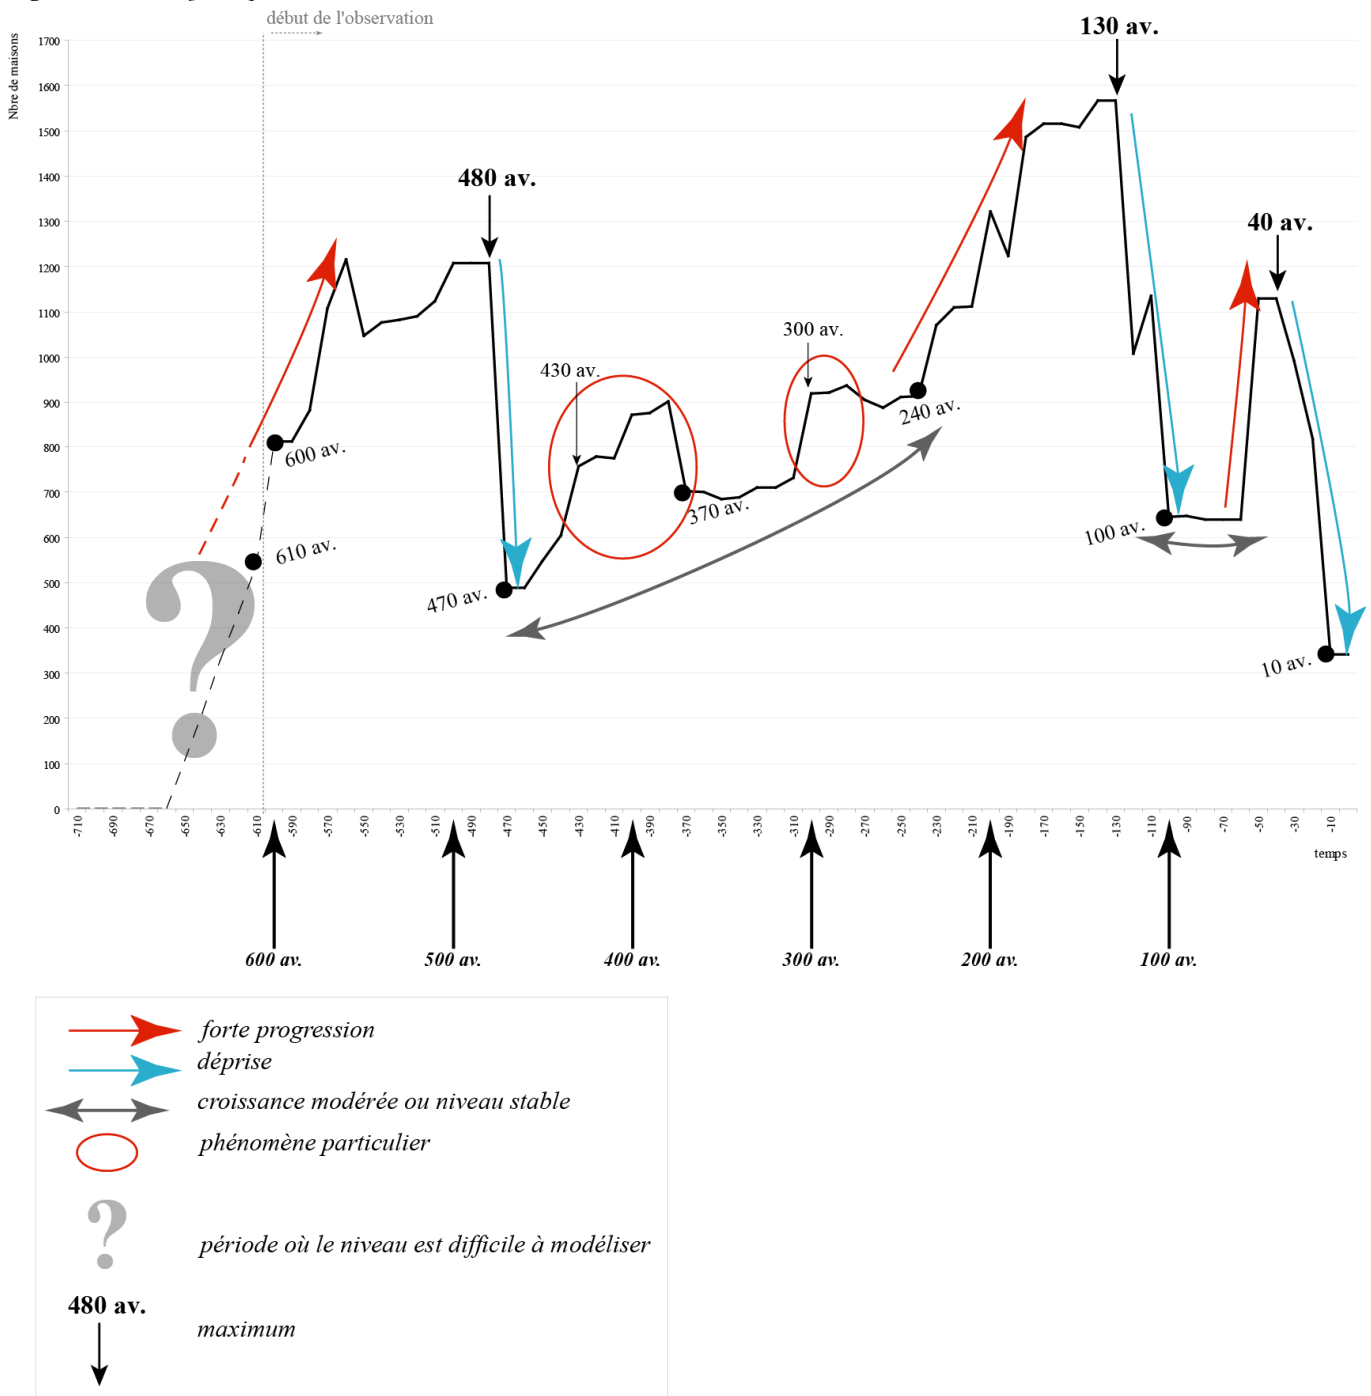 début de l'observation
Nbre de maisons
1700
1600
1500
1400
1300
1200
1100
1000
900
800
700
600
500
400
300
200
100
0
130 av.
480 av.
40 av.
300 av.
430 av.
600 av.
610 av.
470 av.
370 av.
240 av.
100 av.
10 av.
?
-710 -690 -670 -650 -630 -610 -590 -570 -550 -530 -510 -490 -470 -450 -430 -410 -390 -370 -350 -330 -310 -290 -270 -250 -230 -210 -190 -170 -150 -130 -110 -90 -70 -50 -30 -10
temps
600 av. 500 av. 400 av. 300 av. 200 av. 100 av.
forte progression
déprise
croissance modérée ou niveau stable
phénomène particulier
?
période où le niveau est difficile à modéliser
480 av.
maximum